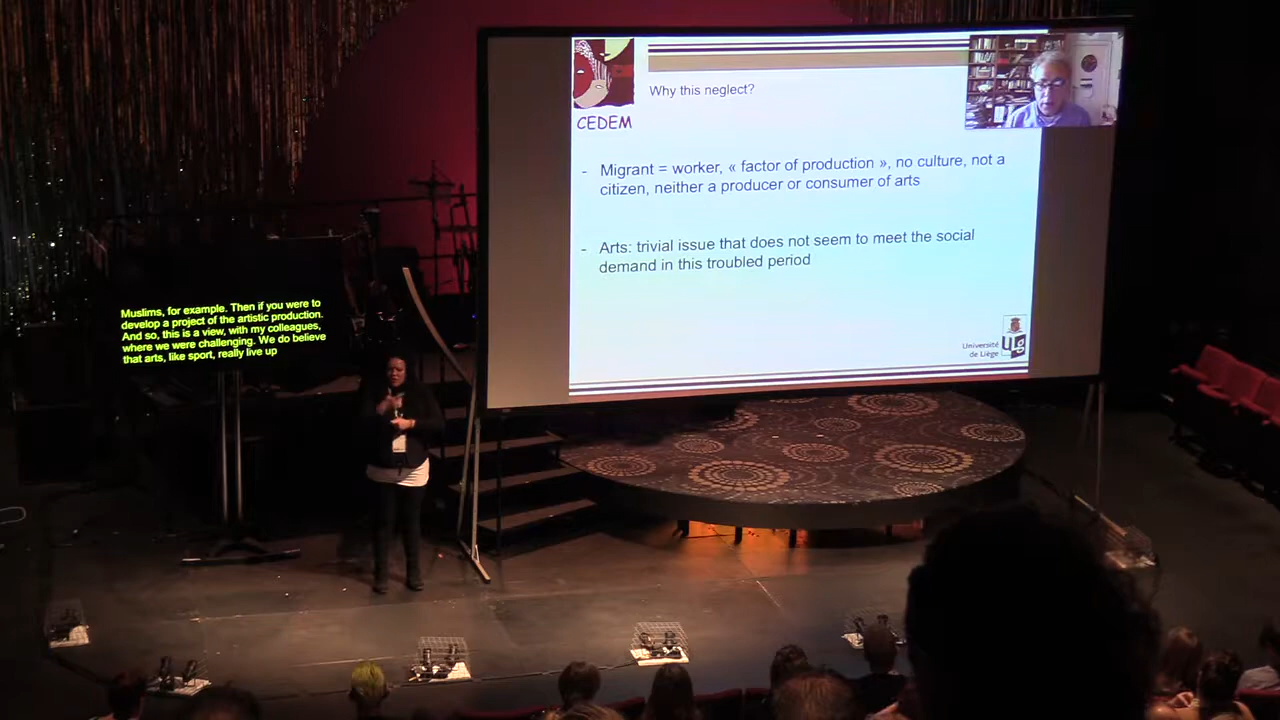 Why this neglect?
CEDEM
- Migrant = worker, « factor of production », no culture, not a
citizen, neither a producer or consumer of arts
- Arts: trivial issue that does not seem to meet the social
demand in this troubled period
Université
de Liège
ULg
Muslims, for example. Then if you were to
develop a project of the artistic production.
And so, this is a view, with my colleagues,
where we were challenging. We do believe
that arts, like sport, really live up